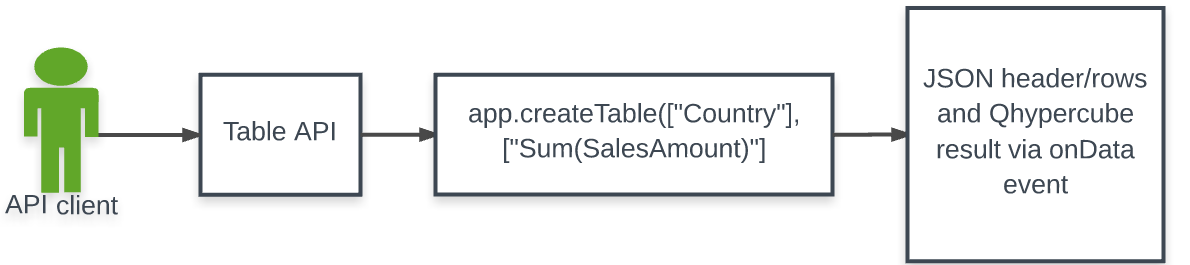 API client
Table API
app.createTable(["Country"],
["Sum(SalesAmount)"]
JSON header/rows
and Qhypercube
result via onData
event